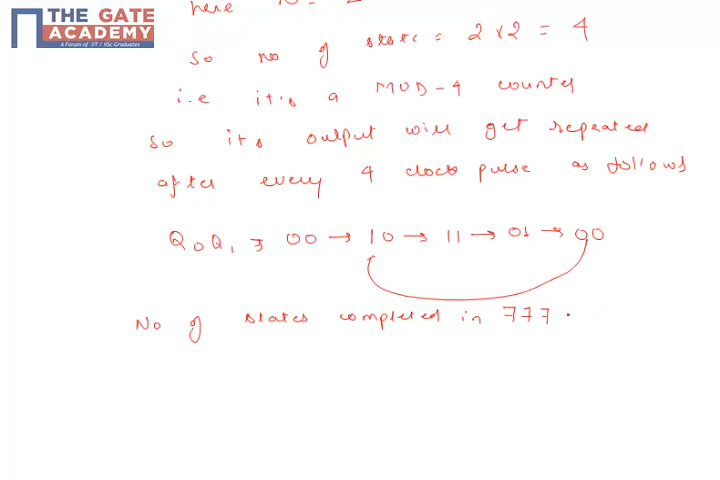 THE GATE
ACADEMY
A Forum of IIT / IISc Graduates
here
So no of state = 2 × 2 = 4
i.e it's a MOD-4 counter
So its output will get repeated
after every 4 clock pulse as follows
Q0Q1 ⇒ 00 → 10 → 11 → 01 → 00
No of states completed in 777